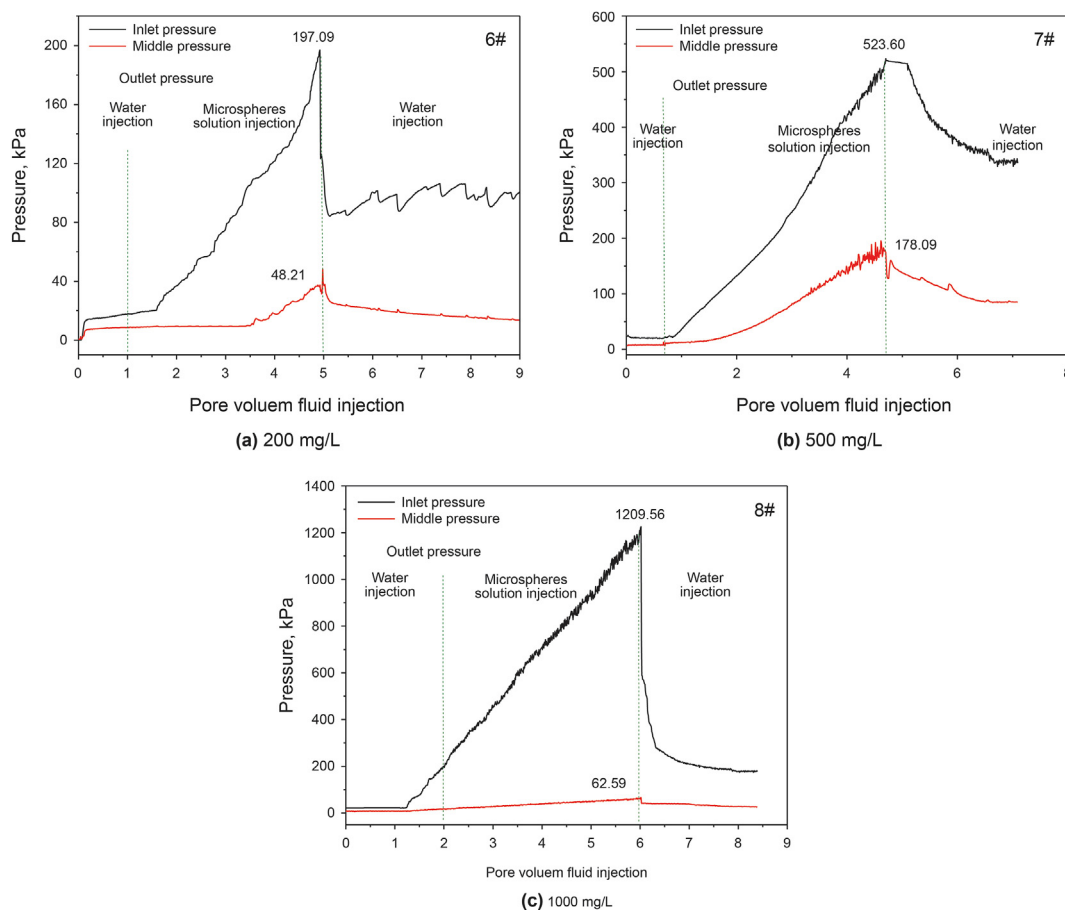 6#
Inlet pressure
Middle pressure
197.09
Outlet pressure
Water
injection
Microspheres
solution injection
Water
injection
48.21
200
160
120
80
40
0
Pressure, kPa
0 1 2 3 4 5 6 7 8 9
Pore voluem fluid injection
(a) 200 mg/L
7#
Inlet pressure
Middle pressure
523.60
Outlet pressure
Water
injection
Microspheres
solution injection
Water
injection
178.09
600
500
400
300
200
100
0
Pressure, kPa
0 2 4 6 8
Pore voluem fluid injection
(b) 500 mg/L
8#
Inlet pressure
Middle pressure
1209.56
Outlet pressure
Water
injection
Microspheres
solution injection
Water
injection
62.59
1400
1200
1000
800
600
400
200
0
Pressure, kPa
0 1 2 3 4 5 6 7 8 9
Pore voluem fluid injection
(c) 1000 mg/L